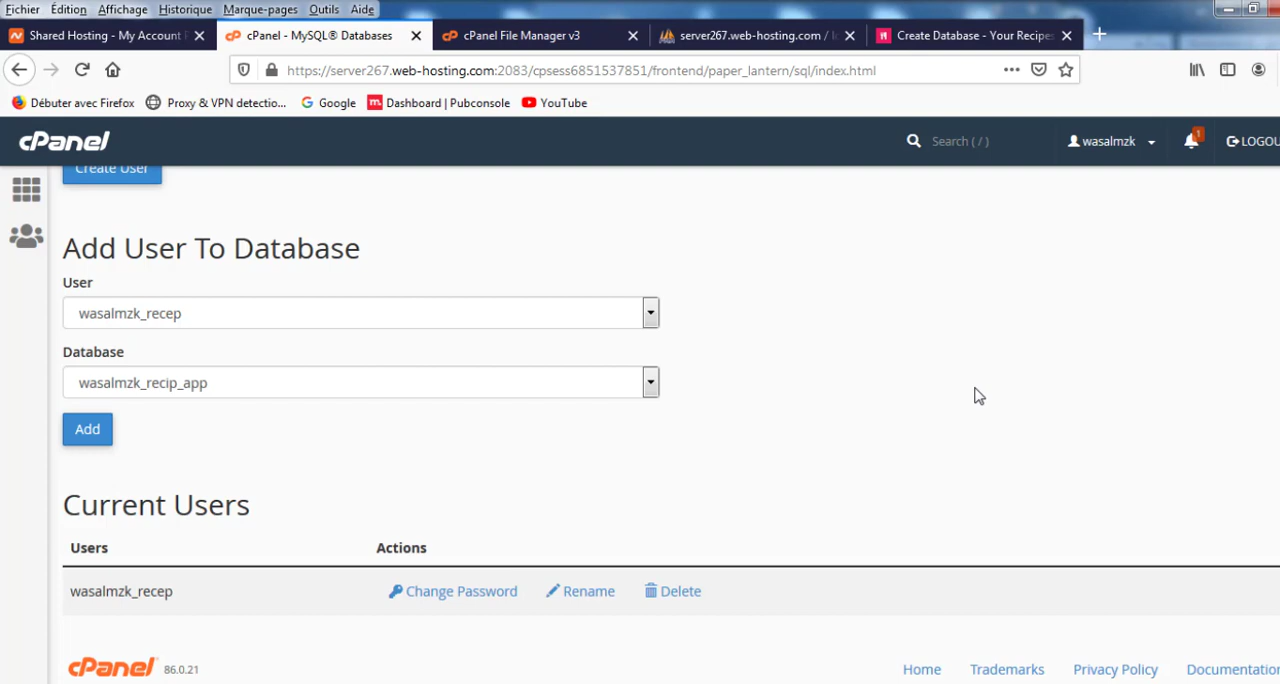 Fichier Édition Affichage Historique Marque-pages Outils Aide
Shared Hosting - My Account
cPanel - MySQL® Databases
cPanel File Manager v3
server267.web-hosting.com / lo
Create Database - Your Recipes
https://server267.web-hosting.com:2083/cpsess6851537851/frontend/paper_lantern/sql/index.html
Débuter avec Firefox Proxy & VPN detectio... Google Dashboard | Pubconsole YouTube
cPanel Search ( / ) wasalmzk 1 LOGOU
Create User
Add User To Database
User
wasalmzk_recep
Database
wasalmzk_recip_app
Add
Current Users
Users Actions
wasalmzk_recep Change Password Rename Delete
cPanel 86.0.21 Home Trademarks Privacy Policy Documentation